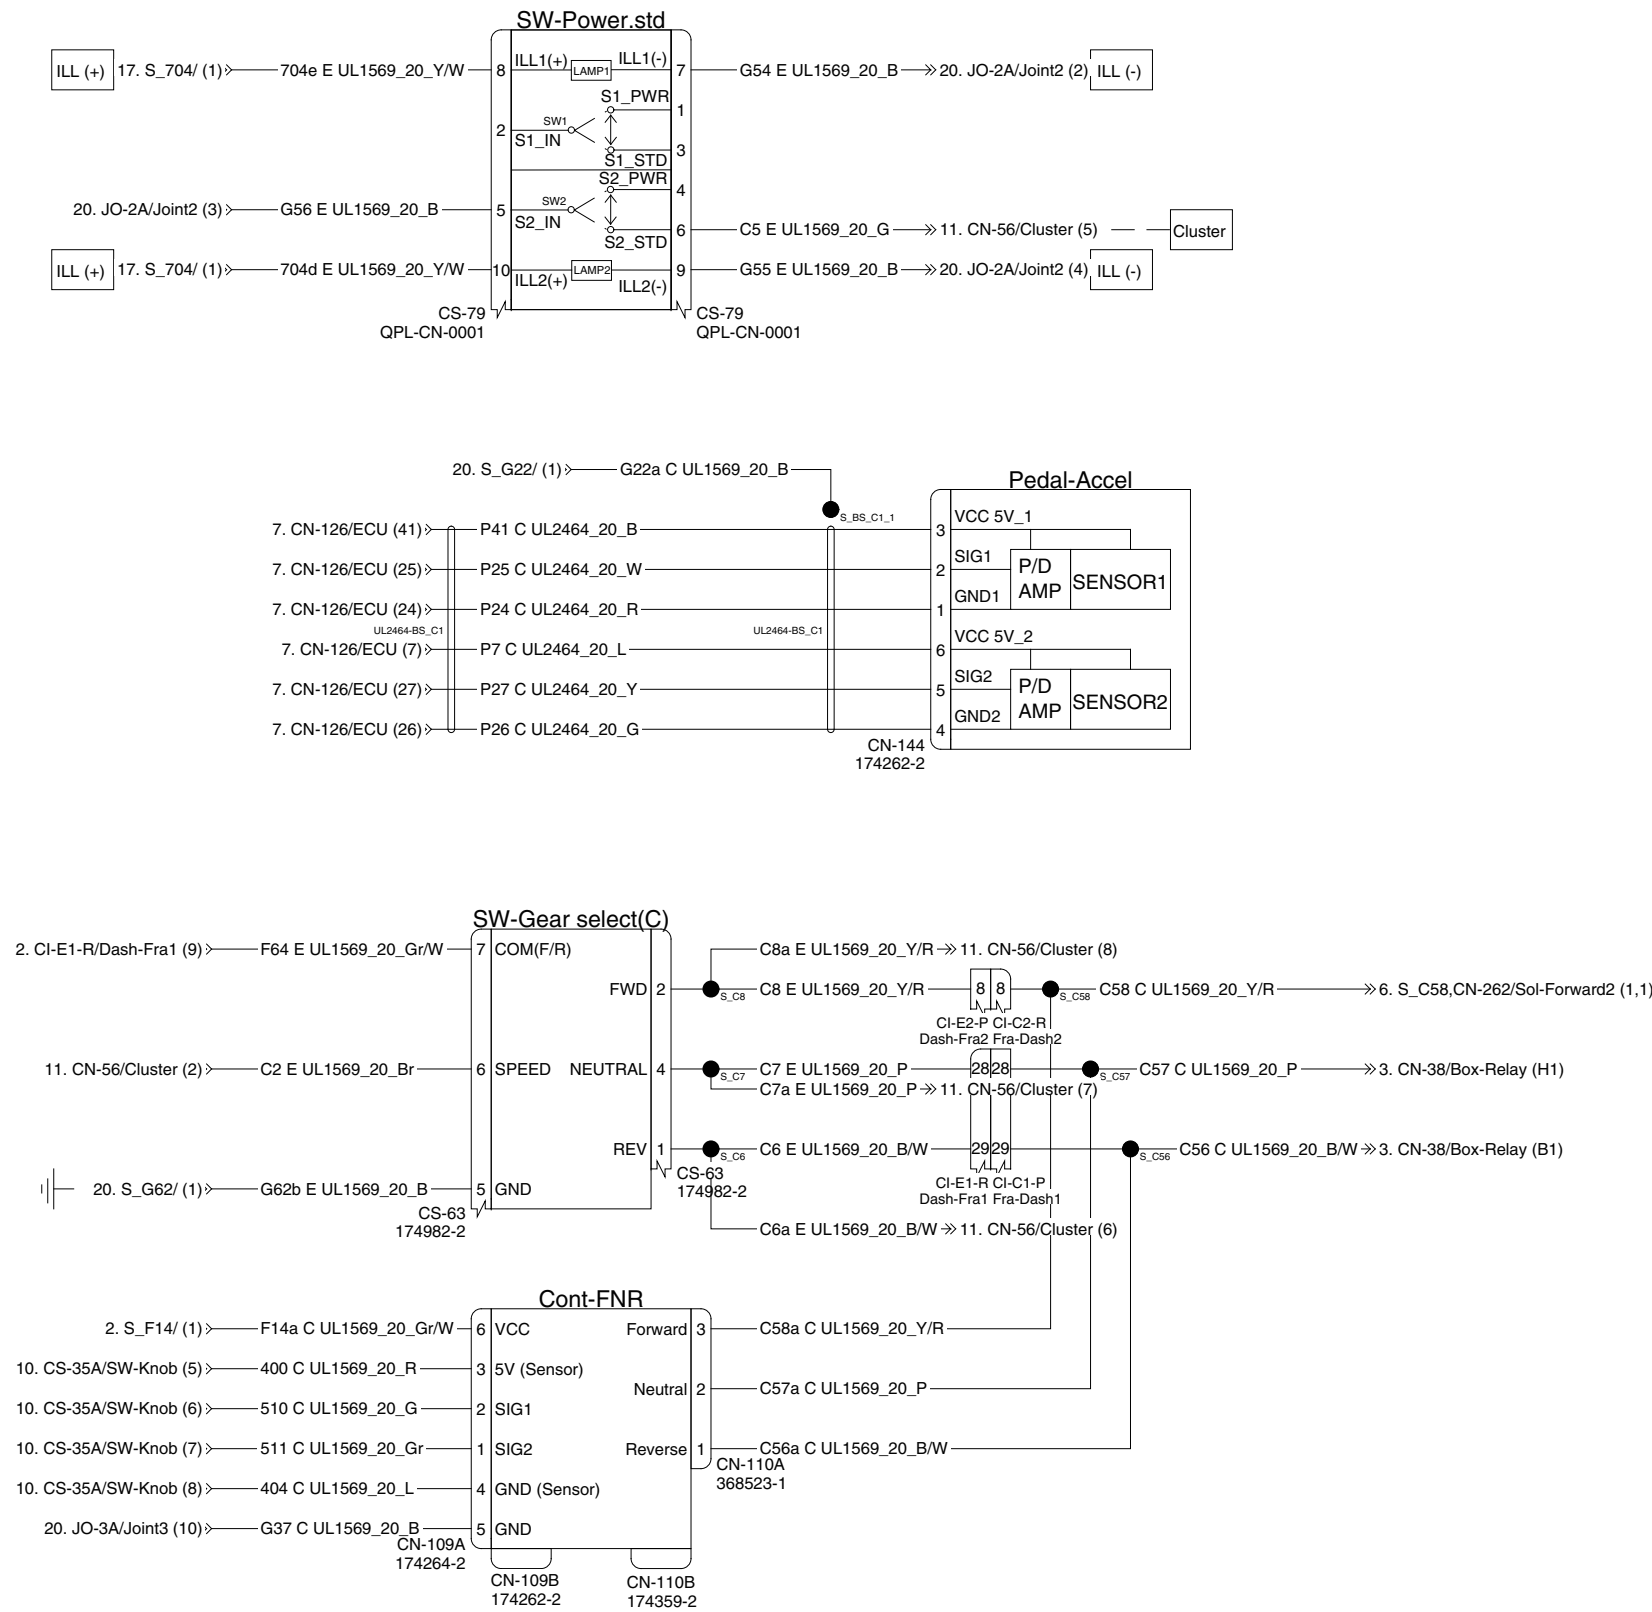 SW-Power.std
ILL (+) 17. S_704/ (1) 704e E UL1569_20_Y/W 8 ILL1(+) LAMP1 ILL1(-) 7 G54 E UL1569_20_B 20. JO-2A/Joint2 (2) ILL (-)
S1_PWR 1
2 SW1 S1_IN
S1_STD 3
S2_PWR 4
20. JO-2A/Joint2 (3) G56 E UL1569_20_B 5 SW2 S2_IN
S2_STD 6 C5 E UL1569_20_G 11. CN-56/Cluster (5) Cluster
ILL (+) 17. S_704/ (1) 704d E UL1569_20_Y/W 10 ILL2(+) LAMP2 ILL2(-) 9 G55 E UL1569_20_B 20. JO-2A/Joint2 (4) ILL (-)
CS-79 CS-79
QPL-CN-0001 QPL-CN-0001
20. S_G22/ (1) G22a C UL1569_20_B
Pedal-Accel
S_BS_C1_1
7. CN-126/ECU (41) P41 C UL2464_20_B 3 VCC 5V_1
7. CN-126/ECU (25) P25 C UL2464_20_W 2 SIG1 P/D AMP SENSOR1
7. CN-126/ECU (24) P24 C UL2464_20_R 1 GND1
UL2464-BS_C1 UL2464-BS_C1
7. CN-126/ECU (7) P7 C UL2464_20_L 6 VCC 5V_2
7. CN-126/ECU (27) P27 C UL2464_20_Y 5 SIG2 P/D AMP SENSOR2
7. CN-126/ECU (26) P26 C UL2464_20_G 4 GND2
CN-144
174262-2
SW-Gear select(C)
2. CI-E1-R/Dash-Fra1 (9) F64 E UL1569_20_Gr/W 7 COM(F/R) C8a E UL1569_20_Y/R 11. CN-56/Cluster (8)
FWD 2 S_C8 C8 E UL1569_20_Y/R 8 8 S_C58 C58 C UL1569_20_Y/R 6. S_C58,CN-262/Sol-Forward2 (1,1)
CI-E2-P CI-C2-R
Dash-Fra2 Fra-Dash2
11. CN-56/Cluster (2) C2 E UL1569_20_Br 6 SPEED NEUTRAL 4 S_C7 C7 E UL1569_20_P 28 28 S_C57 C57 C UL1569_20_P 3. CN-38/Box-Relay (H1)
C7a E UL1569_20_P 11. CN-56/Cluster (7)
REV 1 S_C6 C6 E UL1569_20_B/W 29 29 S_C56 C56 C UL1569_20_B/W 3. CN-38/Box-Relay (B1)
CS-63
174982-2
CI-E1-R CI-C1-P
Dash-Fra1 Fra-Dash1
20. S_G62/ (1) G62b E UL1569_20_B 5 GND
CS-63
174982-2
C6a E UL1569_20_B/W 11. CN-56/Cluster (6)
Cont-FNR
2. S_F14/ (1) F14a C UL1569_20_Gr/W 6 VCC Forward 3 C58a C UL1569_20_Y/R
10. CS-35A/SW-Knob (5) 400 C UL1569_20_R 3 5V (Sensor)
Neutral 2 C57a C UL1569_20_P
10. CS-35A/SW-Knob (6) 510 C UL1569_20_G 2 SIG1
10. CS-35A/SW-Knob (7) 511 C UL1569_20_Gr 1 SIG2 Reverse 1 C56a C UL1569_20_B/W
CN-110A
368523-1
10. CS-35A/SW-Knob (8) 404 C UL1569_20_L 4 GND (Sensor)
20. JO-3A/Joint3 (10) G37 C UL1569_20_B 5 GND
CN-109A
174264-2
CN-109B CN-110B
174262-2 174359-2